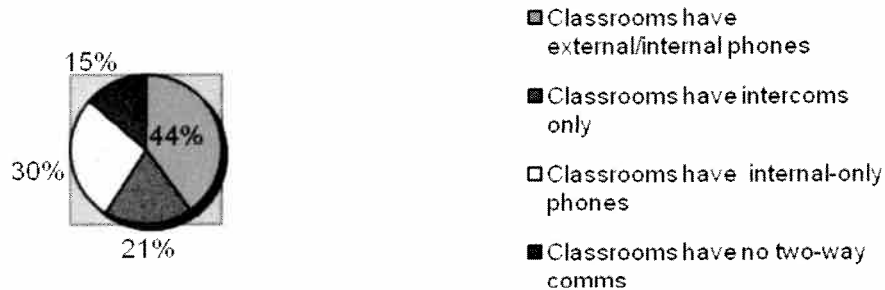 Classrooms have
external/internal phones
15%
Classrooms have intercoms
only
44%
30%
Classrooms have internal-only
phones
21%
Classrooms have no two-way
comms